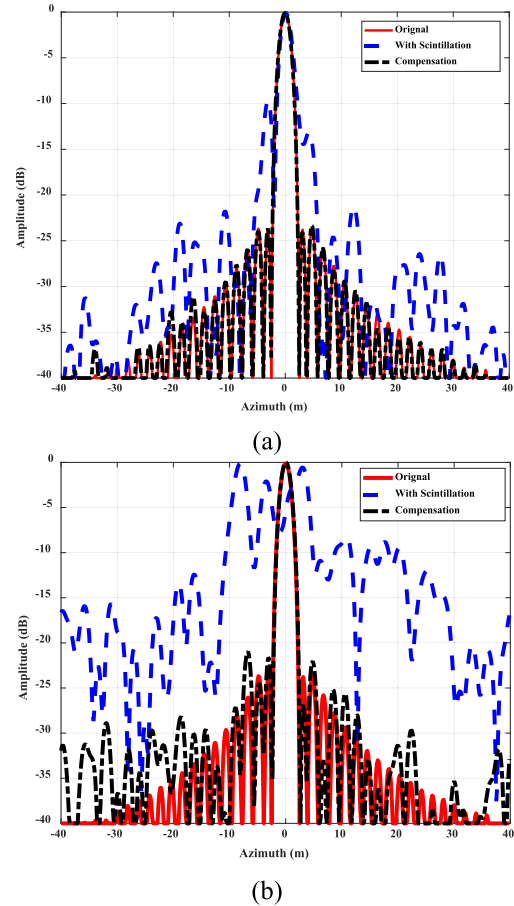 0
-5
-10
-15
-20
-25
-30
-35
-40
Amplitude (dB)
Orignal
With Scintillation
Compensation
-40 -30 -20 -10 0 10 20 30 40
Azimuth (m)
(a)
0
-5
-10
-15
-20
-25
-30
-35
-40
Amplitude (dB)
Orignal
With Scintillation
Compensation
-40 -30 -20 -10 0 10 20 30 40
Azimuth (m)
(b)